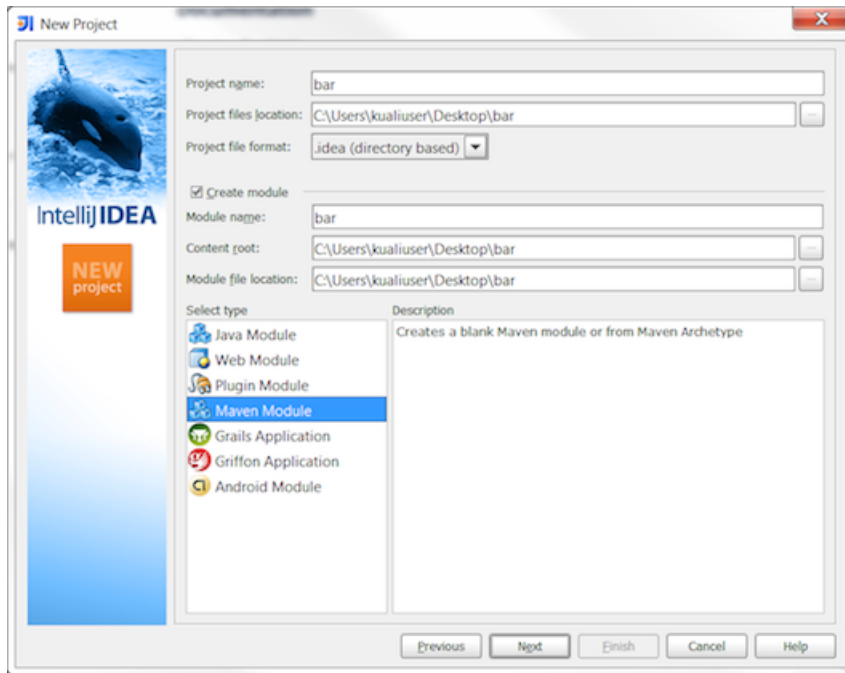 New Project
Documentation
Project name: bar
Project files location: C:\Users\kualiuser\Desktop\bar ...
Project file format: .idea (directory based)
Create module
IntelliJIDEA
Module name: bar
Content root: C:\Users\kualiuser\Desktop\bar ...
NEW
project
Module file location: C:\Users\kualiuser\Desktop\bar ...
Select type Description
Java Module Creates a blank Maven module or from Maven Archetype
Web Module
Plugin Module
Maven Module
Grails Application
Griffon Application
Android Module
Previous Next Finish Cancel Help